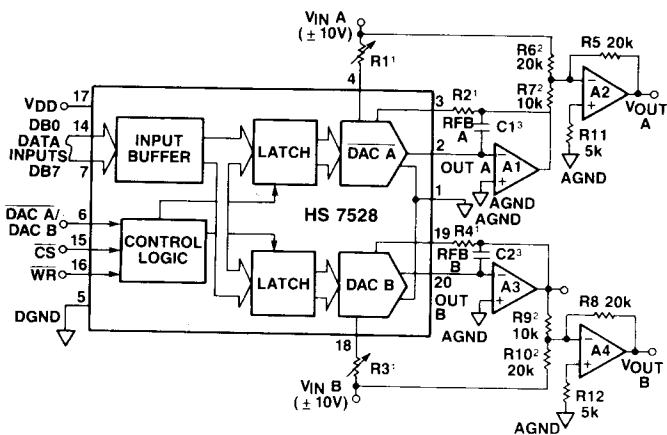 VIN A
(± 10V)
R1¹
4
R6²
20k
R5 20k
R7²
10k
A2
VOUT
A
R11
5k
AGND
VDD
17
DB0
14
DATA
INPUTS
DB7
7
INPUT
BUFFER
LATCH
DAC A
3
R2¹
RFB
A
C1³
2
OUT A
A1
AGND
AGND
1
HS 7528
DAC A/
DAC B
6
CS
15
WR
16
CONTROL
LOGIC
5
DGND
LATCH
DAC B
19
R4¹
RFB
B
C2³
20
OUT
B
A3
AGND
R9²
10k
R10²
20k
R8 20k
A4
VOUT
B
R12
5k
AGND
18
R3¹
VIN B
(± 10V)